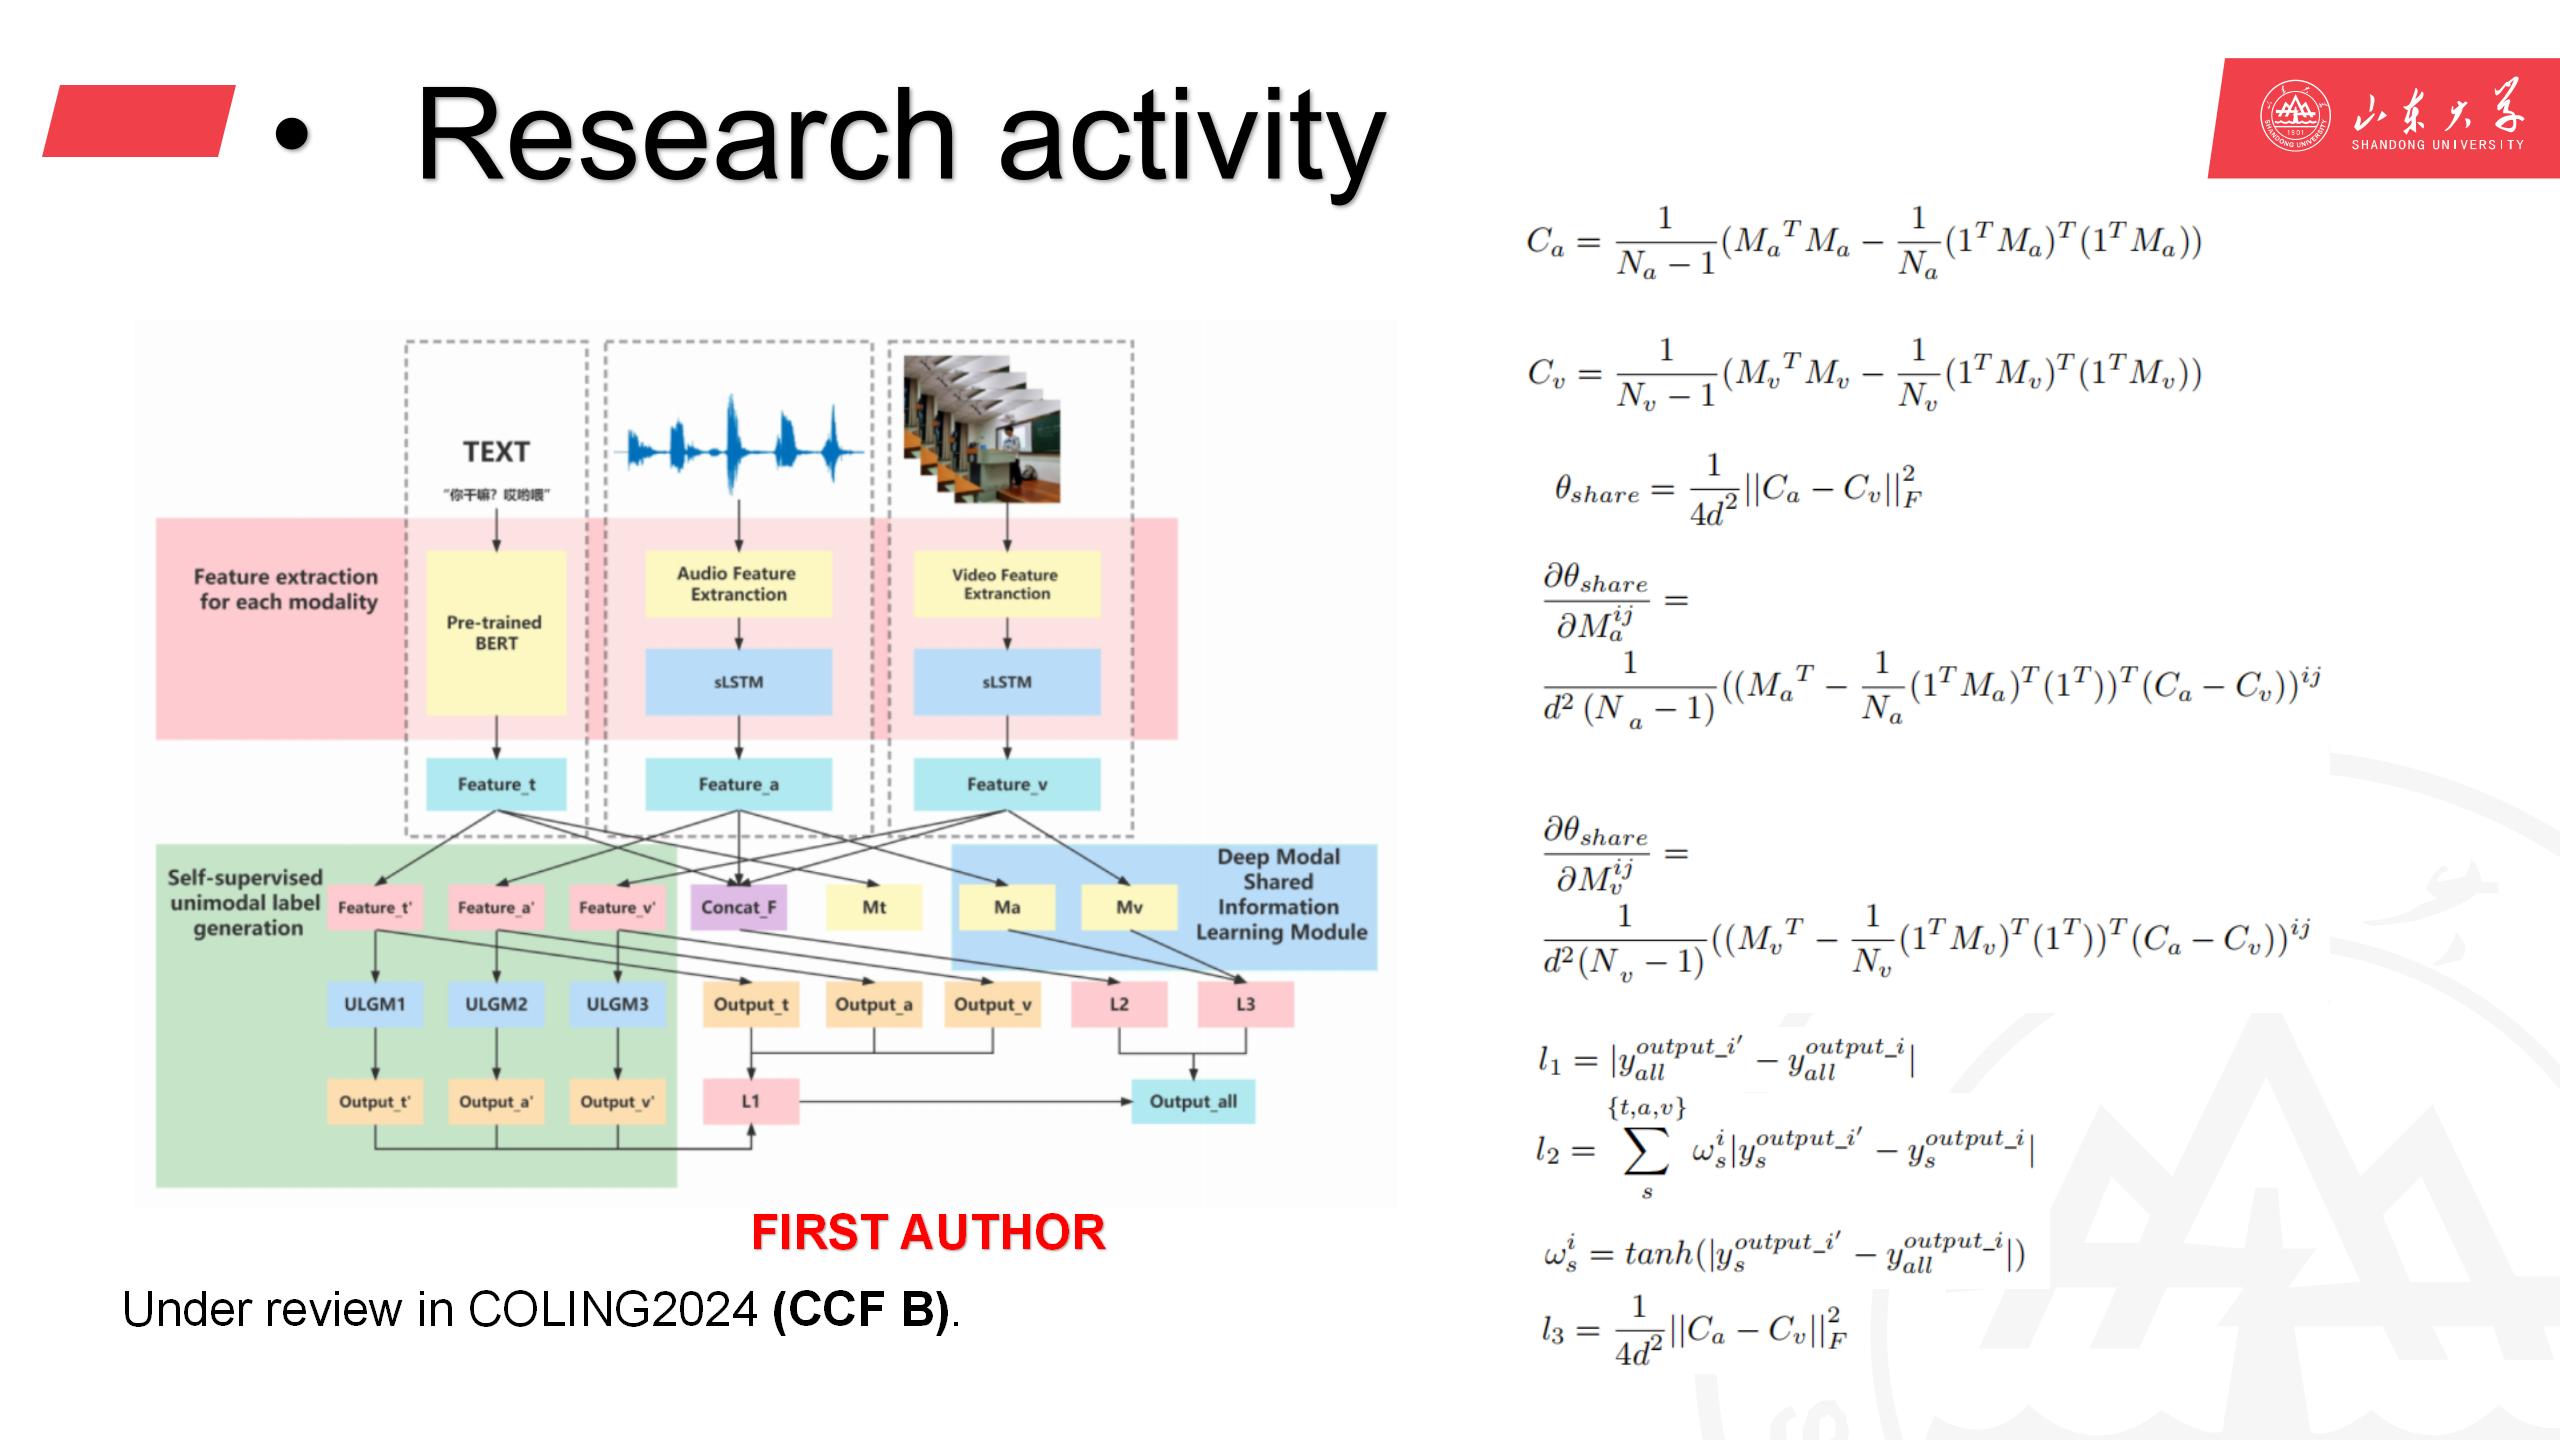 • Research activity
山东大学
SHANDONG UNIVERSITY
TEXT
“你干嘛？哎哟喂”
Feature extraction
for each modality
Pre-trained
BERT
Audio Feature
Extranction
Video Feature
Extranction
sLSTM
sLSTM
Feature_t
Feature_a
Feature_v
Self-supervised
unimodal label
generation
Feature_t'
Feature_a'
Feature_v'
Concat_F
Mt
Ma
Mv
Deep Modal
Shared
Information
Learning Module
ULGM1
ULGM2
ULGM3
Output_t
Output_a
Output_v
L2
L3
Output_t'
Output_a'
Output_v'
L1
Output_all
FIRST AUTHOR
Under review in COLING2024 (CCF B).
C_a = \frac{1}{N_a - 1}({M_a}^T M_a - \frac{1}{N_a}(1^T M_a)^T(1^T M_a))
C_v = \frac{1}{N_v - 1}({M_v}^T M_v - \frac{1}{N_v}(1^T M_v)^T(1^T M_v))
\theta_{share} = \frac{1}{4d^2}||C_a - C_v||_F^2
\frac{\partial\theta_{share}}{\partial M_a^{ij}} =
\frac{1}{d^2(N_a - 1)}(({M_a}^T - \frac{1}{N_a}(1^T M_a)^T(1^T))^T(C_a - C_v))^{ij}
\frac{\partial\theta_{share}}{\partial M_v^{ij}} =
\frac{1}{d^2(N_v - 1)}(({M_v}^T - \frac{1}{N_v}(1^T M_v)^T(1^T))^T(C_a - C_v))^{ij}
l_1 = |y_{all}^{output\_i'} - y_{all}^{output\_i}|
l_2 = \sum_s^{\{t,a,v\}} \omega_s^i|y_s^{output\_i'} - y_s^{output\_i}|
\omega_s^i = tanh(|y_s^{output\_i'} - y_{all}^{output\_i}|)
l_3 = \frac{1}{4d^2}||C_a - C_v||_F^2